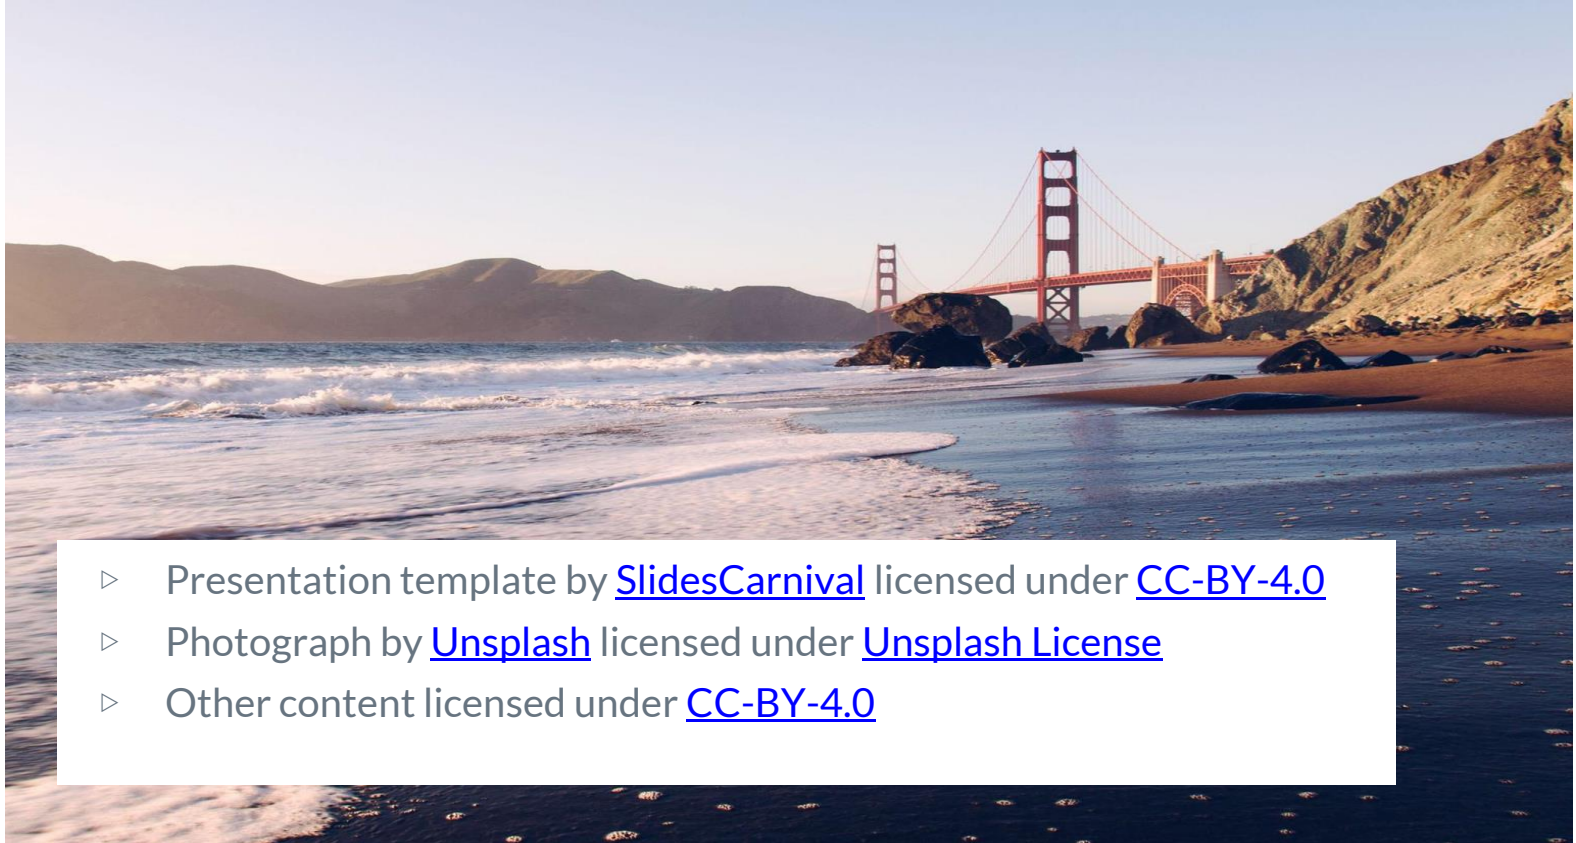 ▷ Presentation template by SlidesCarnival licensed under CC-BY-4.0
▷ Photograph by Unsplash licensed under Unsplash License
▷ Other content licensed under CC-BY-4.0